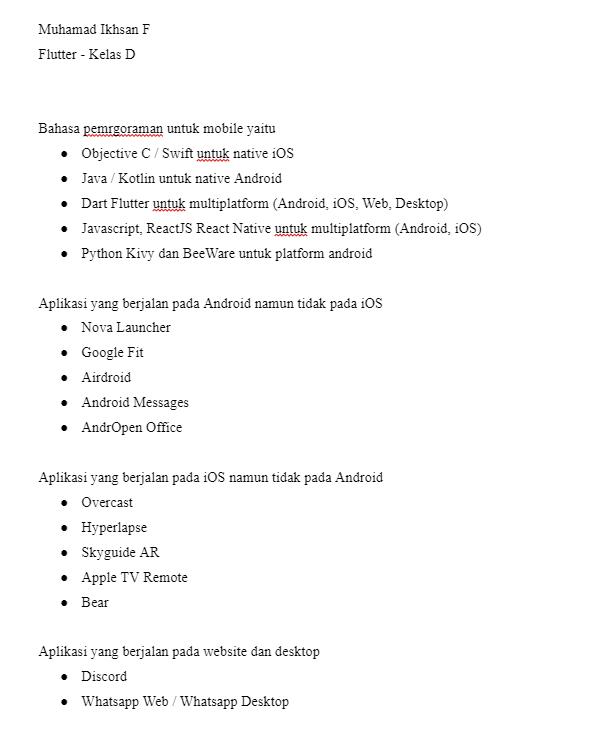 Muhamad Ikhsan F
Flutter - Kelas D
Bahasa pemrgoraman untuk mobile yaitu
● Objective C / Swift untuk native iOS
● Java / Kotlin untuk native Android
● Dart Flutter untuk multiplatform (Android, iOS, Web, Desktop)
● Javascript, ReactJS React Native untuk multiplatform (Android, iOS)
● Python Kivy dan BeeWare untuk platform android
Aplikasi yang berjalan pada Android namun tidak pada iOS
● Nova Launcher
● Google Fit
● Airdroid
● Android Messages
● AndrOpen Office
Aplikasi yang berjalan pada iOS namun tidak pada Android
● Overcast
● Hyperlapse
● Skyguide AR
● Apple TV Remote
● Bear
Aplikasi yang berjalan pada website dan desktop
● Discord
● Whatsapp Web / Whatsapp Desktop